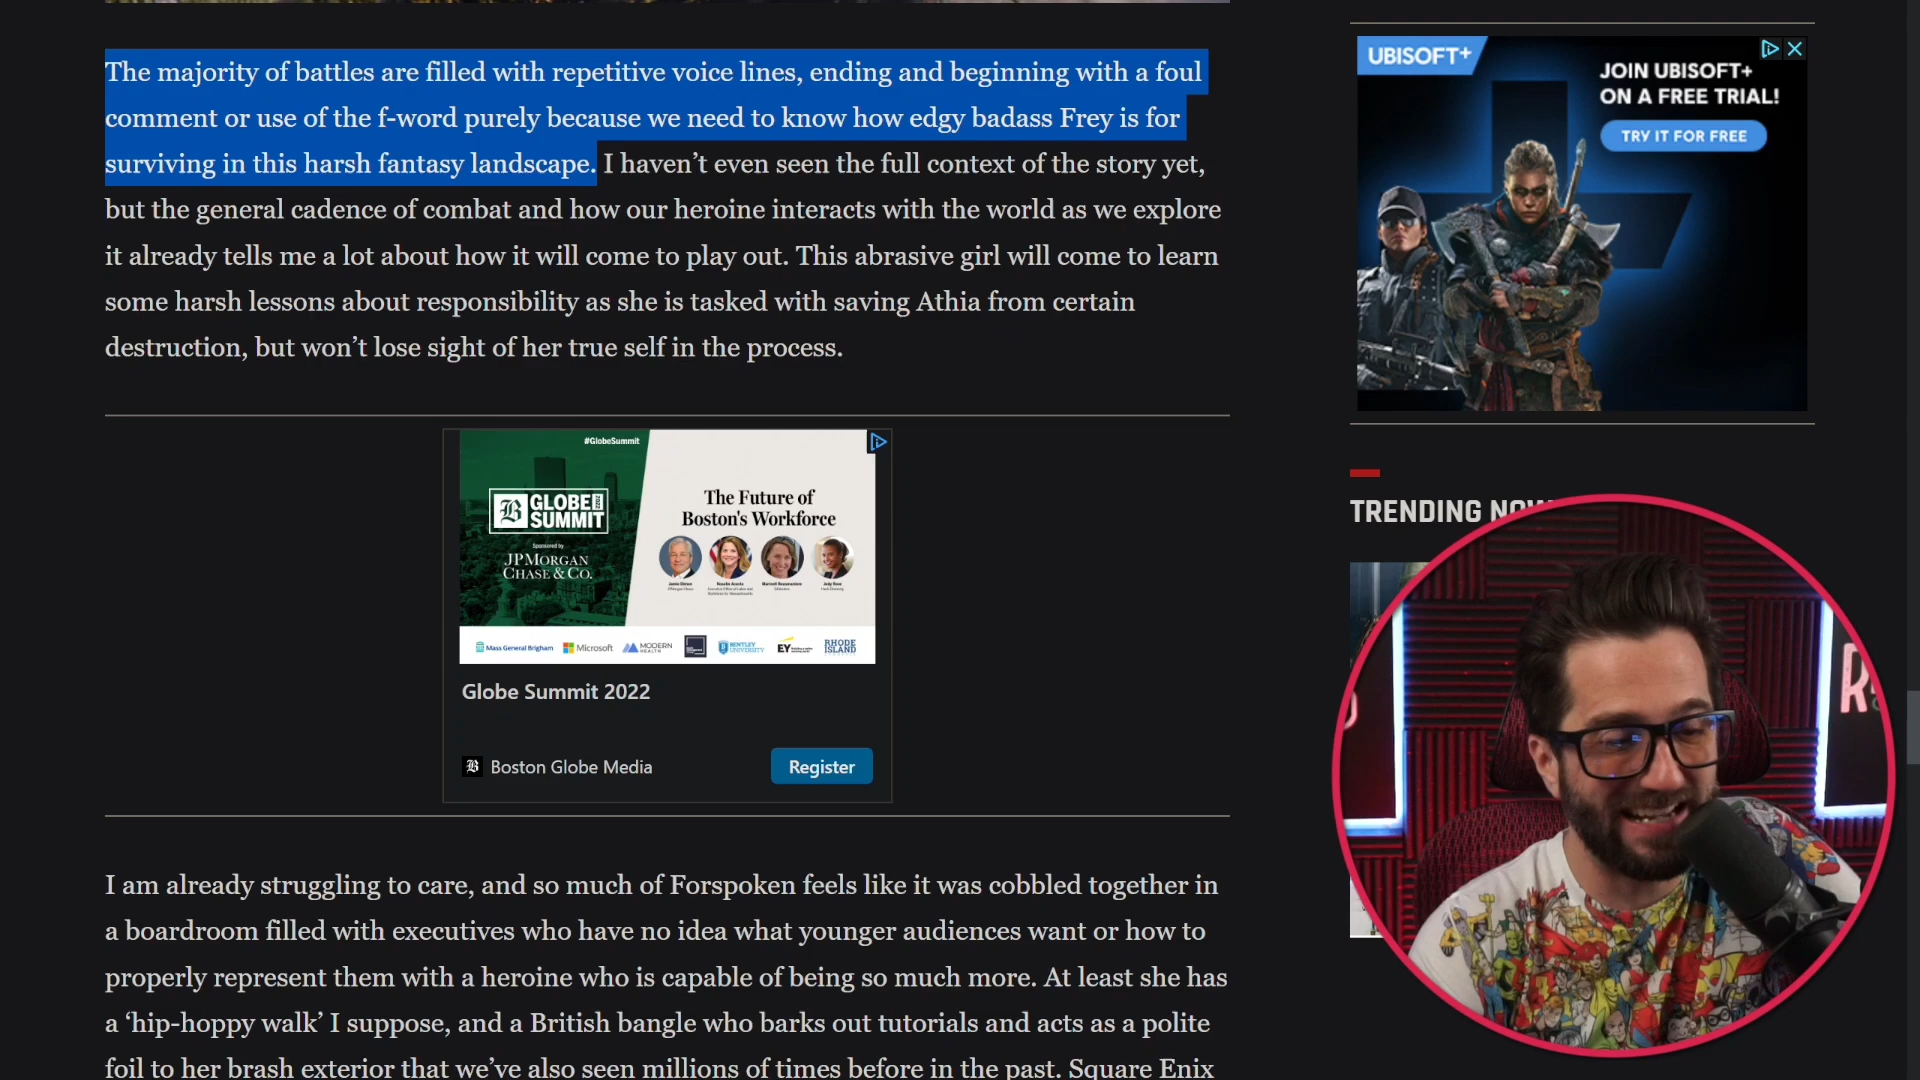 The majority of battles are filled with repetitive voice lines, ending and beginning with a foul
comment or use of the f-word purely because we need to know how edgy badass Frey is for
surviving in this harsh fantasy landscape. I haven’t even seen the full context of the story yet,
but the general cadence of combat and how our heroine interacts with the world as we explore
it already tells me a lot about how it will come to play out. This abrasive girl will come to learn
some harsh lessons about responsibility as she is tasked with saving Athia from certain
destruction, but won’t lose sight of her true self in the process.
#GlobeSummit
B GLOBE 2022
SUMMIT
Sponsored by
JPMORGAN
CHASE & CO.
The Future of
Boston's Workforce
Mass General Brigham
Microsoft
MODERN
HEALTH
BENTLEY
UNIVERSITY
EY
RHODE
ISLAND
Globe Summit 2022
B Boston Globe Media
Register
I am already struggling to care, and so much of Forspoken feels like it was cobbled together in
a boardroom filled with executives who have no idea what younger audiences want or how to
properly represent them with a heroine who is capable of being so much more. At least she has
a ‘hip-hoppy walk’ I suppose, and a British bangle who barks out tutorials and acts as a polite
foil to her brash exterior that we’ve also seen millions of times before in the past. Square Enix
UBISOFT+
JOIN UBISOFT+
ON A FREE TRIAL!
TRY IT FOR FREE
TRENDING NOW